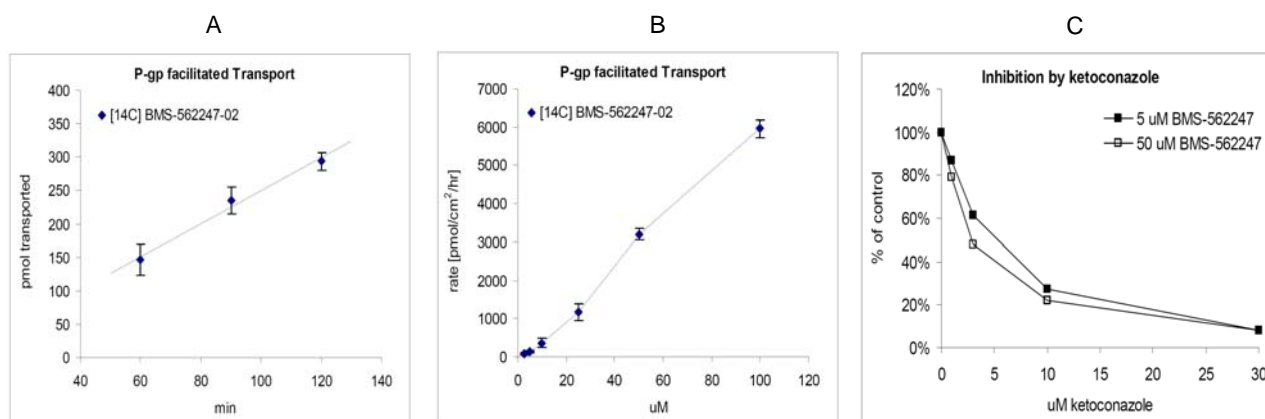 A
B
C
P-gp facilitated Transport
[14C] BMS-562247-02
400
350
300
250
200
150
100
50
0
40
60
80
100
120
140
pmol transported
min
P-gp facilitated Transport
[14C] BMS-562247-02
7000
6000
5000
4000
3000
2000
1000
0
0
20
40
60
80
100
120
rate [pmol/cm²/hr]
uM
Inhibition by ketoconazole
5 uM BMS-562247
50 uM BMS-562247
120%
100%
80%
60%
40%
20%
0%
0
5
10
15
20
25
30
% of control
uM ketoconazole